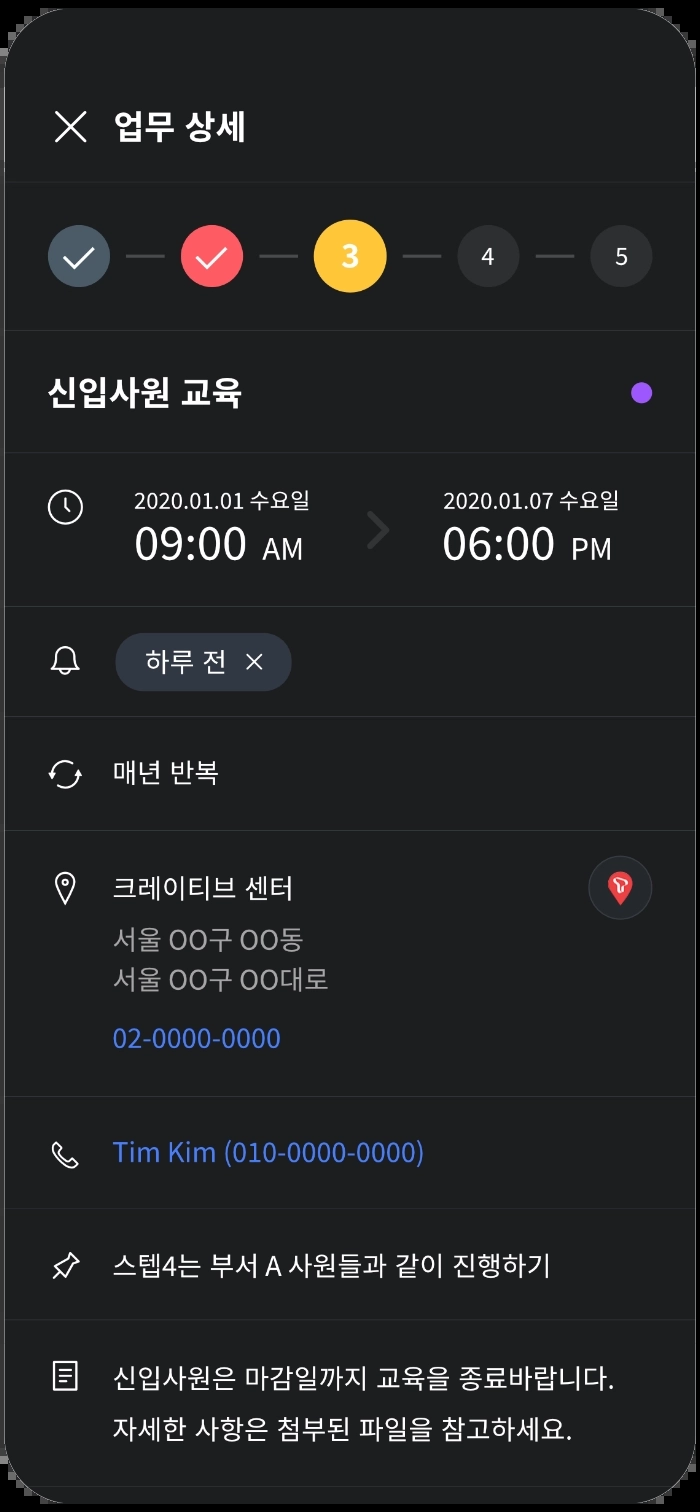 업무 상세
3
4
5
신입사원 교육
2020.01.01 수요일
09:00 AM
2020.01.07 수요일
06:00 PM
하루 전
매년 반복
크레이티브 센터
서울 OO구 OO동
서울 OO구 OO대로
02-0000-0000
Tim Kim (010-0000-0000)
스텝4는 부서 A 사원들과 같이 진행하기
신입사원은 마감일까지 교육을 종료바랍니다.
자세한 사항은 첨부된 파일을 참고하세요.